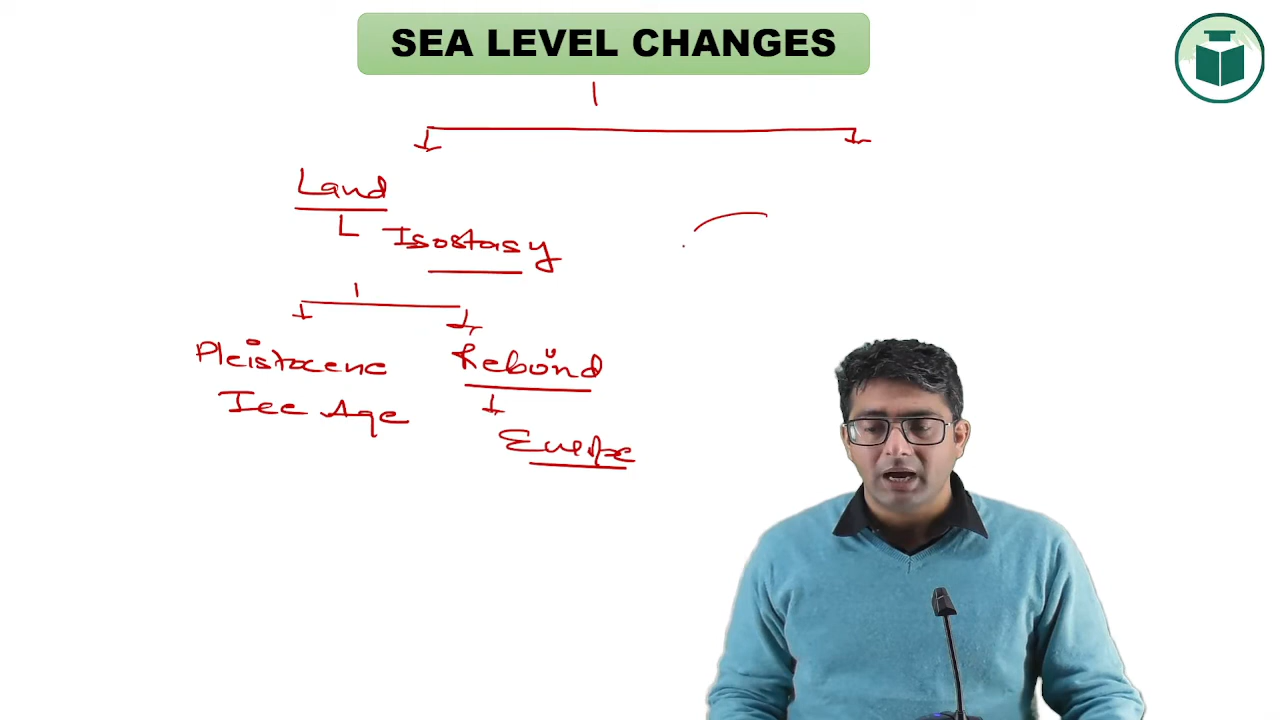 SEA LEVEL CHANGES
Land
Isostasy
Pleistocene Rebound
Ice Age
Europe